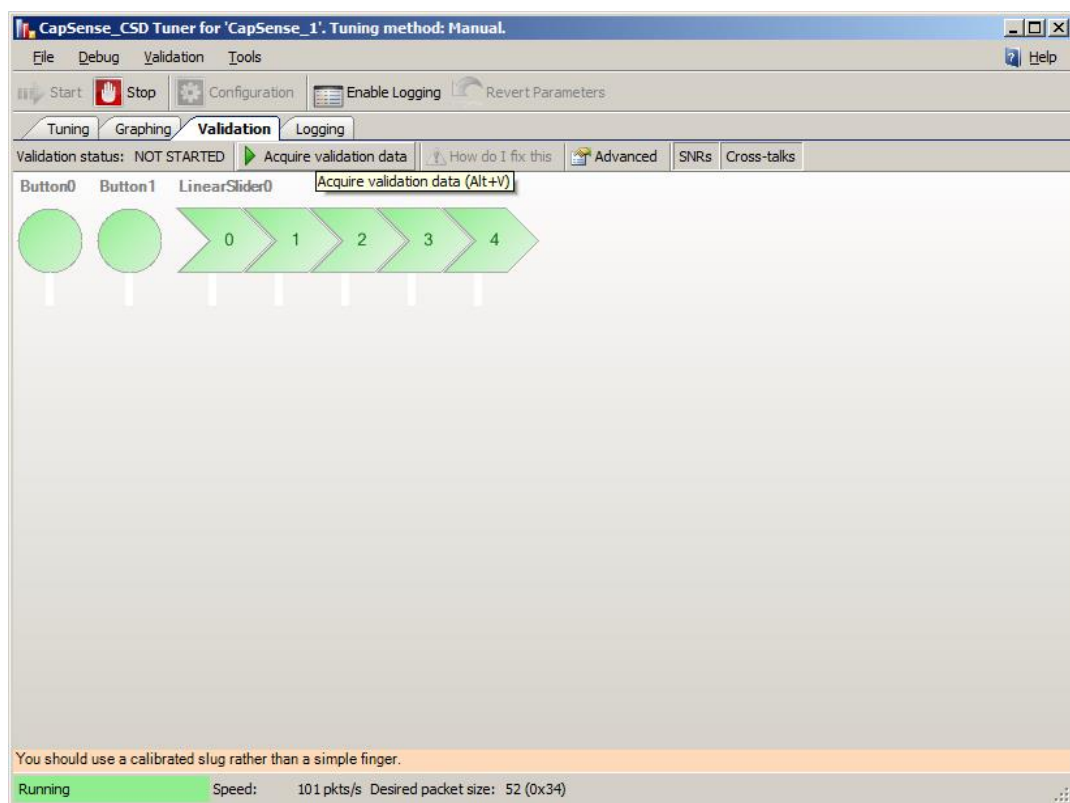 CapSense_CSD Tuner for 'CapSense_1'. Tuning method: Manual.
File Debug Validation Tools Help
Start Stop Configuration Enable Logging Revert Parameters
Tuning Graphing Validation Logging
Validation status: NOT STARTED Acquire validation data How do I fix this Advanced SNRs Cross-talks
Button0 Button1 LinearSlider0 Acquire validation data (Alt+V)
0 1 2 3 4
You should use a calibrated slug rather than a simple finger.
Running Speed: 101 pkts/s Desired packet size: 52 (0x34)